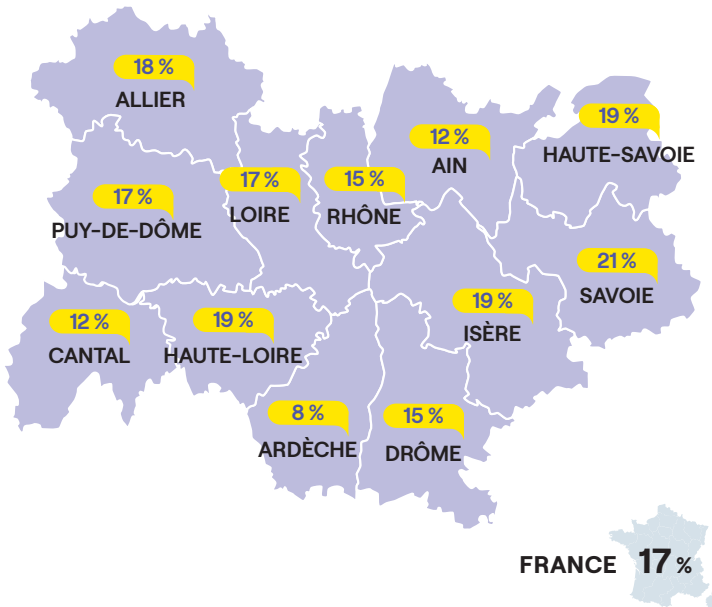 18 %
ALLIER
19 %
HAUTE-SAVOIE
12 %
AIN
17 %
PUY-DE-DÔME
17 %
LOIRE
15 %
RHÔNE
21 %
SAVOIE
12 %
CANTAL
19 %
HAUTE-LOIRE
19 %
ISÈRE
8 %
ARDÈCHE
15 %
DRÔME
FRANCE 17 %